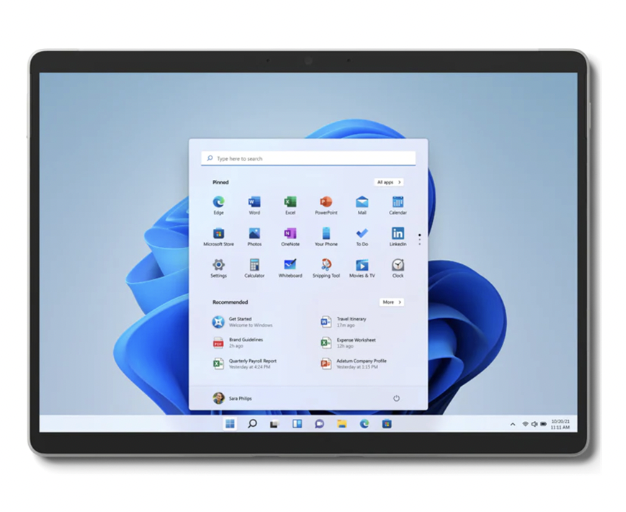 Type here to search
Pinned
All apps >
Edge Word Excel PowerPoint Mail Calendar
Microsoft Store Photos OneNote Your Phone To Do LinkedIn
Settings Calculator Whiteboard Snipping Tool Movies & TV Clock
Recommended
More >
Get Started
Welcome to Windows
Travel Itinerary
17m ago
Brand Guidelines
2h ago
Expense Worksheet
12h ago
Quarterly Payroll Report
Yesterday at 4:24 PM
Adatum Company Profile
Yesterday at 3:15 PM
Sara Philips
11:11 AM